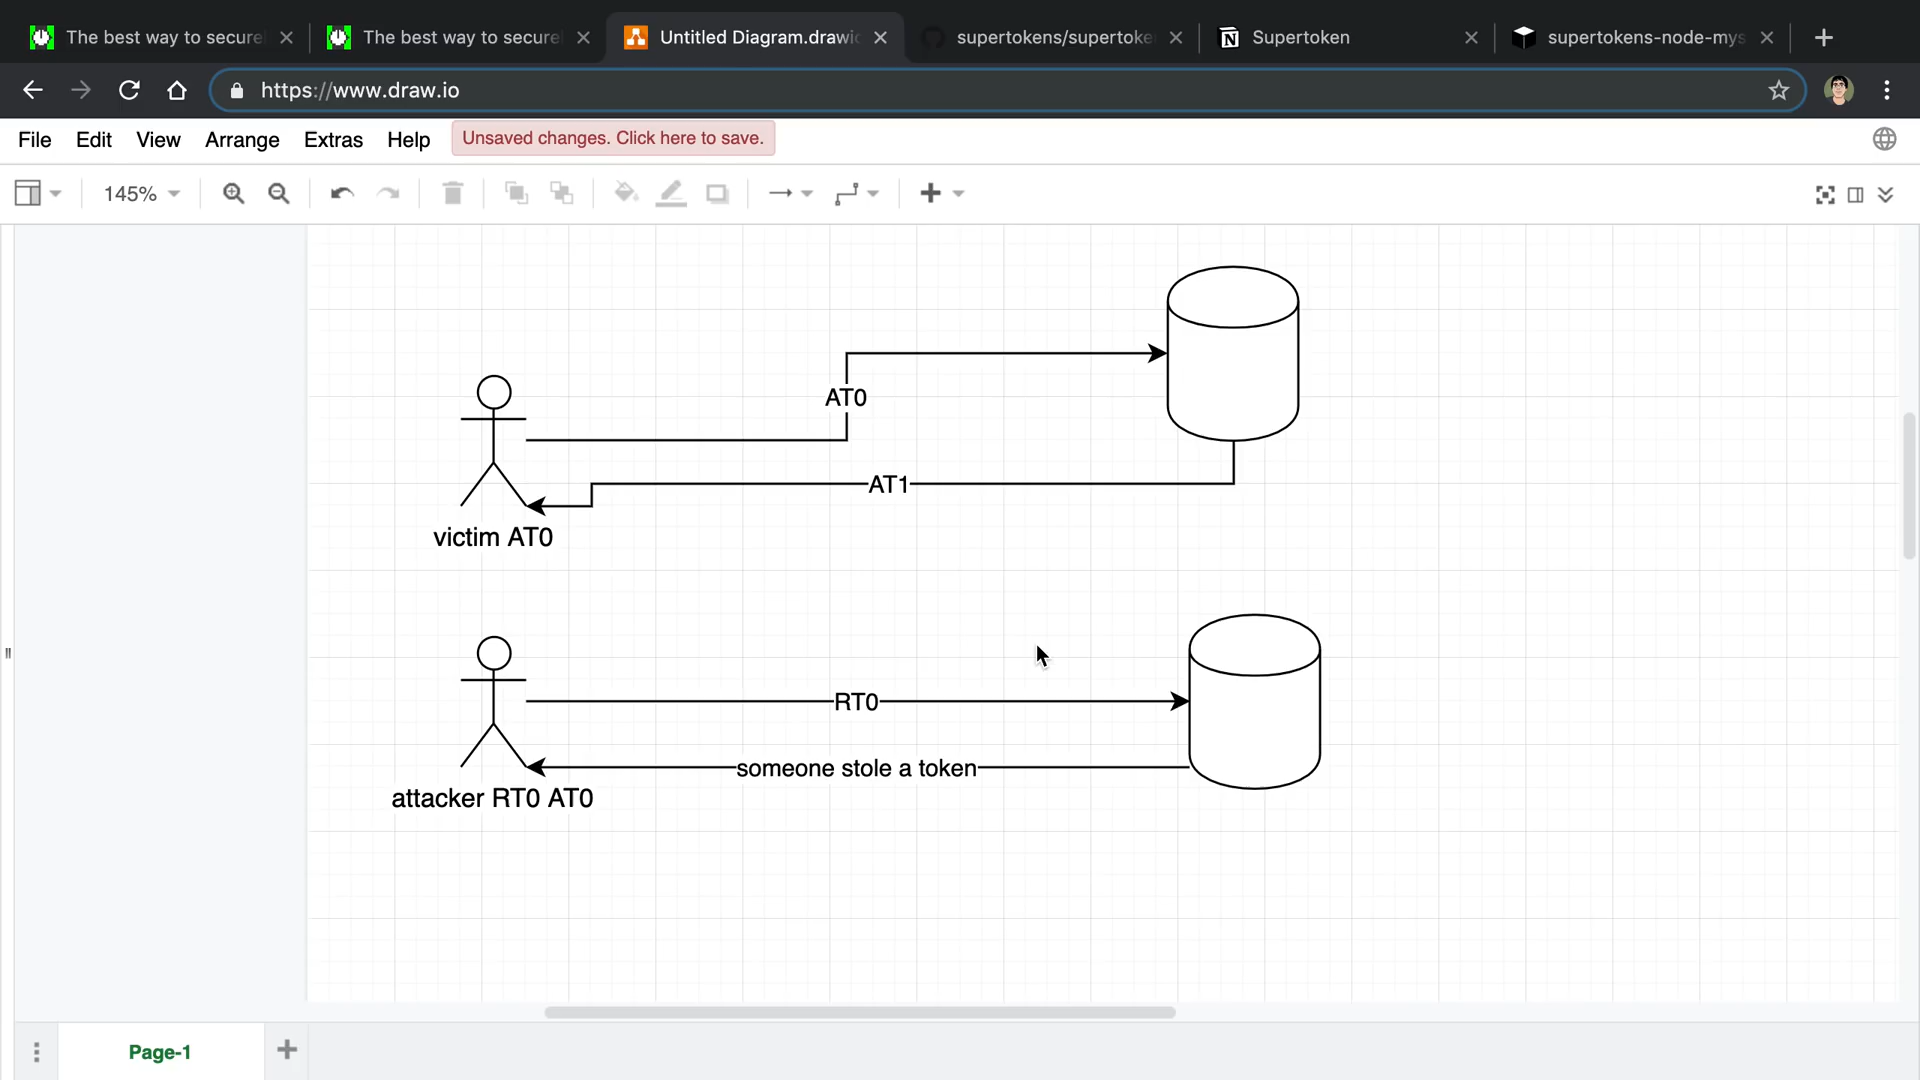 The best way to secure
The best way to secure
Untitled Diagram.drawio
supertokens/supertoke
Supertoken
supertokens-node-mys
https://www.draw.io
File Edit View Arrange Extras Help Unsaved changes. Click here to save.
145%
AT0
AT1
victim AT0
RT0
someone stole a token
attacker RT0 AT0
Page-1